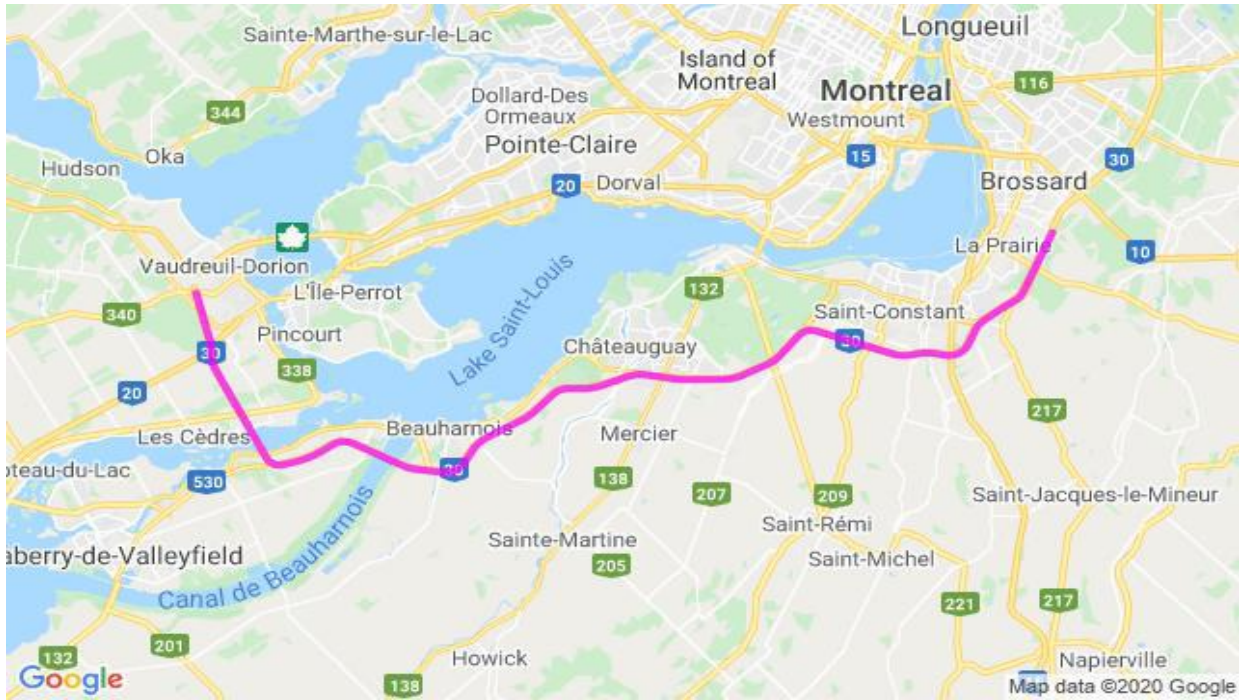 Longueuil
Sainte-Marthe-sur-le-Lac
Island of
Montreal
116
Dollard-Des
Ormeaux
Montreal
344
Westmount
Pointe-Claire
15
30
Oka
Hudson
20
Dorval
Brossard
La Prairie
10
Vaudreuil-Dorion
L'Île-Perrot
132
340
Lake Saint-Louis
Saint-Constant
Pincourt
30
30
Châteauguay
338
20
217
Beauharnois
Les Cèdres
Mercier
30
oteau-du-Lac
530
138
207
209
Saint-Jacques-le-Mineur
Saint-Rémi
Sainte-Martine
aberry-de-Valleyfield
205
Saint-Michel
Canal de Beauharnois
221
217
201
132
Howick
Napierville
138
Google
Map data ©2020 Google